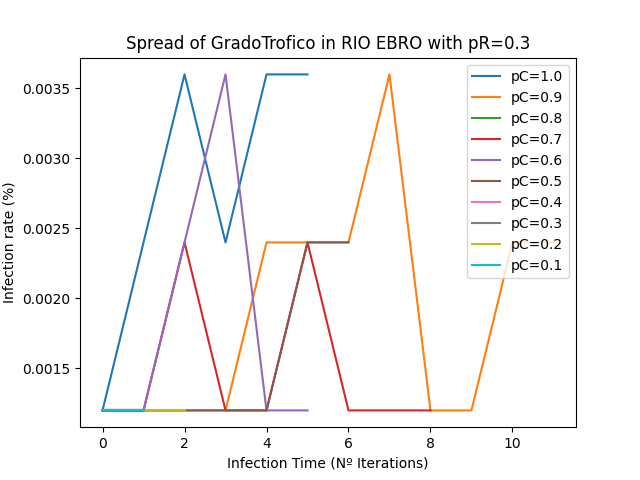 Spread of GradoTrofico in RIO EBRO with pR=0.3
Infection rate (%)
0.0035
0.0030
0.0025
0.0020
0.0015
pC=1.0
pC=0.9
pC=0.8
pC=0.7
pC=0.6
pC=0.5
pC=0.4
pC=0.3
pC=0.2
pC=0.1
0 2 4 6 8 10
Infection Time (Nº Iterations)